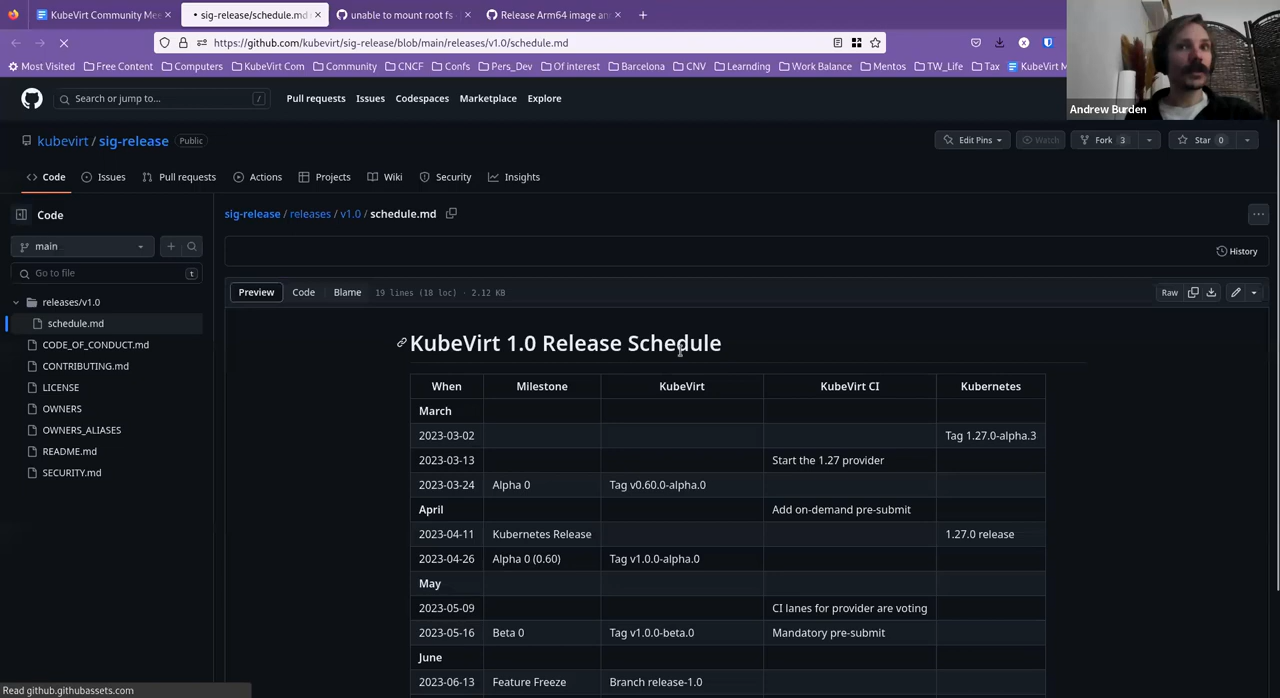 KubeVirt Community Mee
sig-release/schedule.md
unable to mount root fs
Release Arm64 image an
https://github.com/kubevirt/sig-release/blob/main/releases/v1.0/schedule.md
Most Visited
Free Content
Computers
KubeVirt Com
Community
CNCF
Confs
Pers_Dev
Of interest
Barcelona
CNV
Learnding
Work Balance
Mentos
TW_Life
Tax
KubeVirt M
Andrew Burden
Search or jump to...
/
Pull requests
Issues
Codespaces
Marketplace
Explore
kubevirt / sig-release
Public
Edit Pins
Watch
Fork 3
Star 0
Code
Issues
Pull requests
Actions
Projects
Wiki
Security
Insights
Code
main
Go to file
t
releases/v1.0
schedule.md
CODE_OF_CONDUCT.md
CONTRIBUTING.md
LICENSE
OWNERS
OWNERS_ALIASES
README.md
SECURITY.md
sig-release / releases / v1.0 / schedule.md
History
Preview
Code
Blame
19 lines (18 loc) · 2.12 KB
Raw
KubeVirt 1.0 Release Schedule
When Milestone KubeVirt KubeVirt CI Kubernetes
March
2023-03-02 Tag 1.27.0-alpha.3
2023-03-13 Start the 1.27 provider
2023-03-24 Alpha 0 Tag v0.60.0-alpha.0
April Add on-demand pre-submit
2023-04-11 Kubernetes Release 1.27.0 release
2023-04-26 Alpha 0 (0.60) Tag v1.0.0-alpha.0
May
2023-05-09 CI lanes for provider are voting
2023-05-16 Beta 0 Tag v1.0.0-beta.0 Mandatory pre-submit
June
2023-06-13 Feature Freeze Branch release-1.0
Read github.githubassets.com